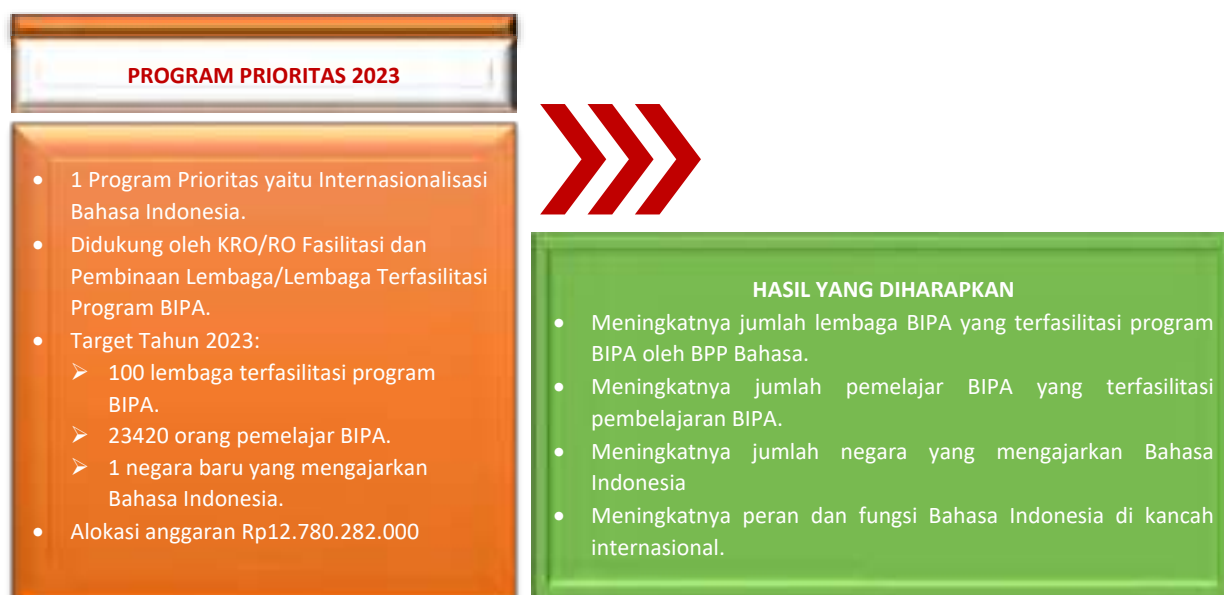 PROGRAM PRIORITAS 2023
• 1 Program Prioritas yaitu Internasionalisasi
Bahasa Indonesia.
• Didukung oleh KRO/RO Fasilitasi dan
Pembinaan Lembaga/Lembaga Terfasilitasi
Program BIPA.
• Target Tahun 2023:
➢ 100 lembaga terfasilitasi program
BIPA.
➢ 23420 orang pemelajar BIPA.
➢ 1 negara baru yang mengajarkan
Bahasa Indonesia.
• Alokasi anggaran Rp12.780.282.000
HASIL YANG DIHARAPKAN
• Meningkatnya jumlah lembaga BIPA yang terfasilitasi program
BIPA oleh BPP Bahasa.
• Meningkatnya jumlah pemelajar BIPA yang terfasilitasi
pembelajaran BIPA.
• Meningkatnya jumlah negara yang mengajarkan Bahasa
Indonesia
• Meningkatnya peran dan fungsi Bahasa Indonesia di kancah
internasional.